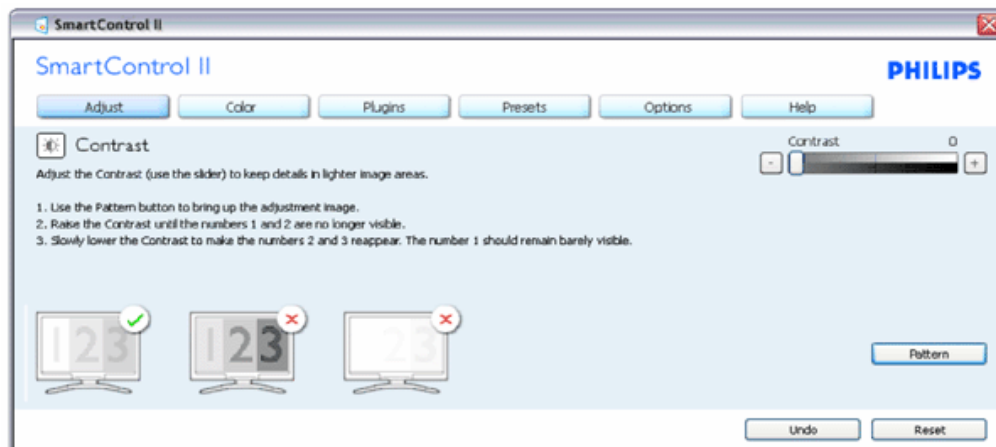 SmartControl II
SmartControl II
PHILIPS
Adjust Color Plugins Presets Options Help
Contrast
Contrast 0
- +
Adjust the Contrast (use the slider) to keep details in lighter image areas.
1. Use the Pattern button to bring up the adjustment image.
2. Raise the Contrast until the numbers 1 and 2 are no longer visible.
3. Slowly lower the Contrast to make the numbers 2 and 3 reappear. The number 1 should remain barely visible.
123 123 23
Pattern
Undo Reset